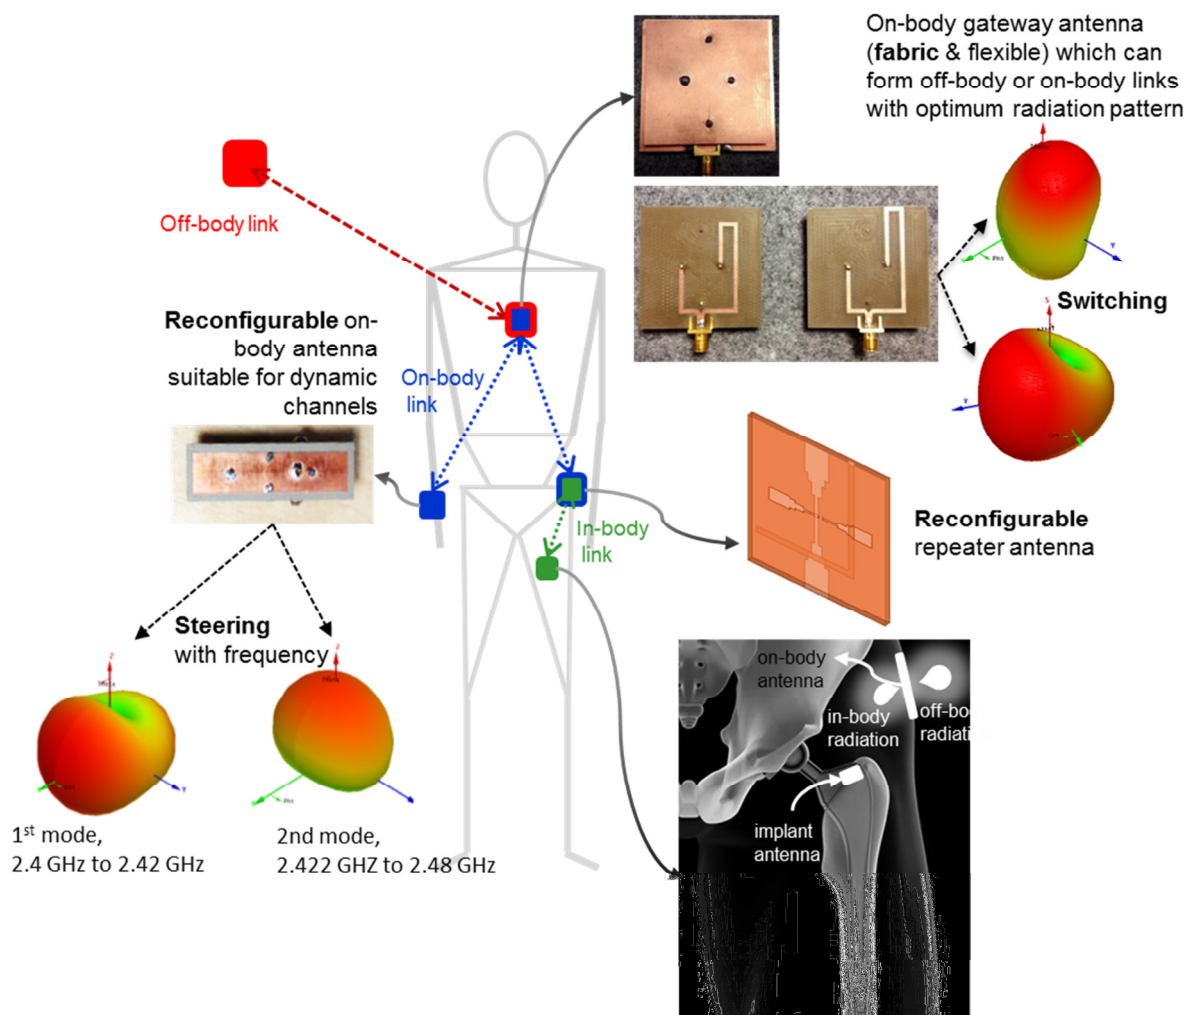 On-body gateway antenna
(fabric & flexible) which can
form off-body or on-body links
with optimum radiation pattern
Off-body link
Switching
Reconfigurable on-
body antenna
suitable for dynamic
channels
On-body
link
In-body
link
Reconfigurable
repeater antenna
Steering
with frequency
on-body
antenna
in-body
radiation
off-bo
radiati
implant
antenna
1st mode,
2.4 GHz to 2.42 GHz
2nd mode,
2.422 GHZ to 2.48 GHz